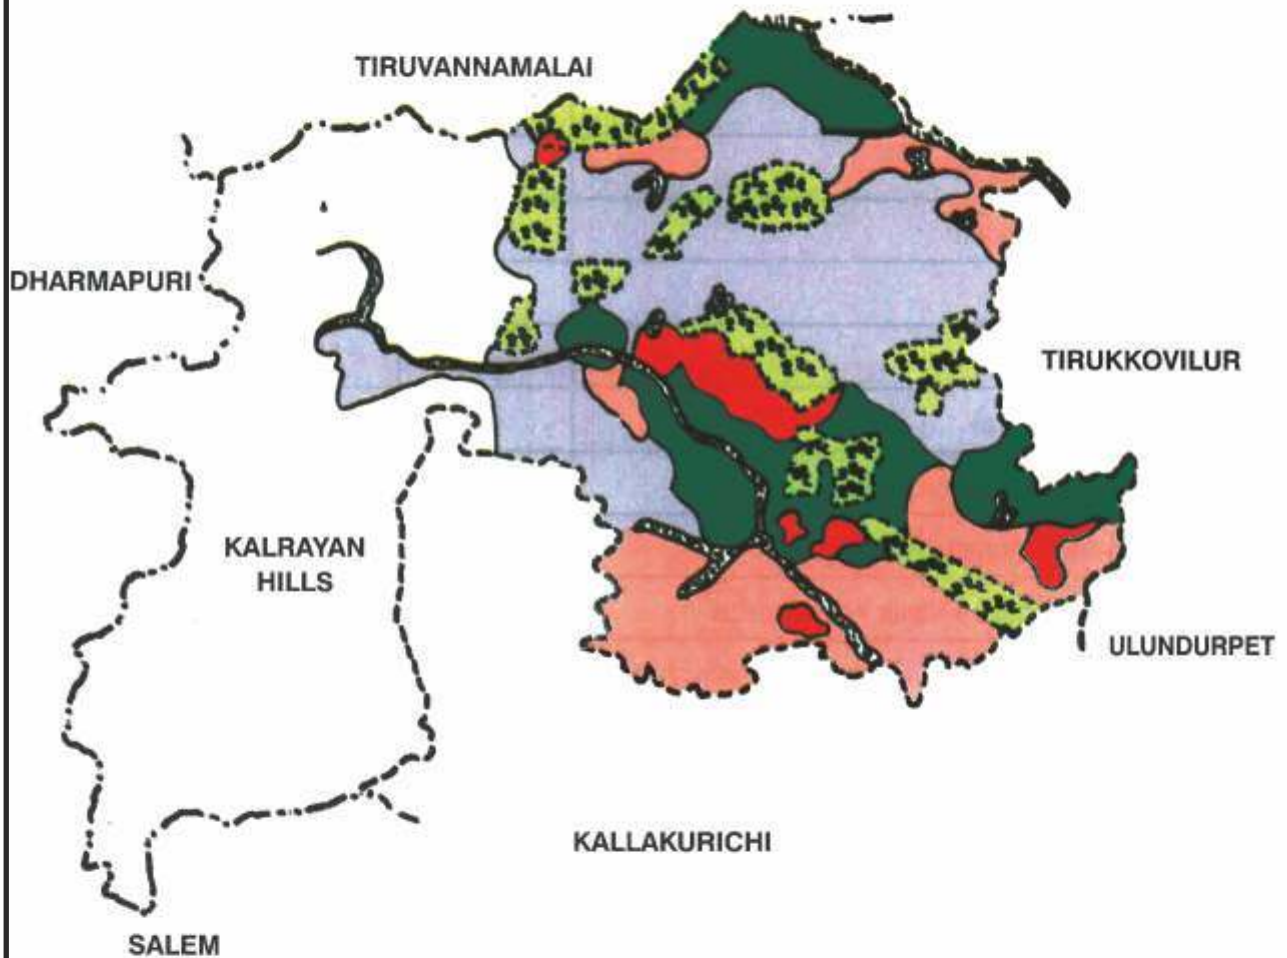 TIRUVANNAMALAI
DHARMAPURI
TIRUKKOVILUR
KALRAYAN
HILLS
ULUNDURPET
KALLAKURICHI
SALEM